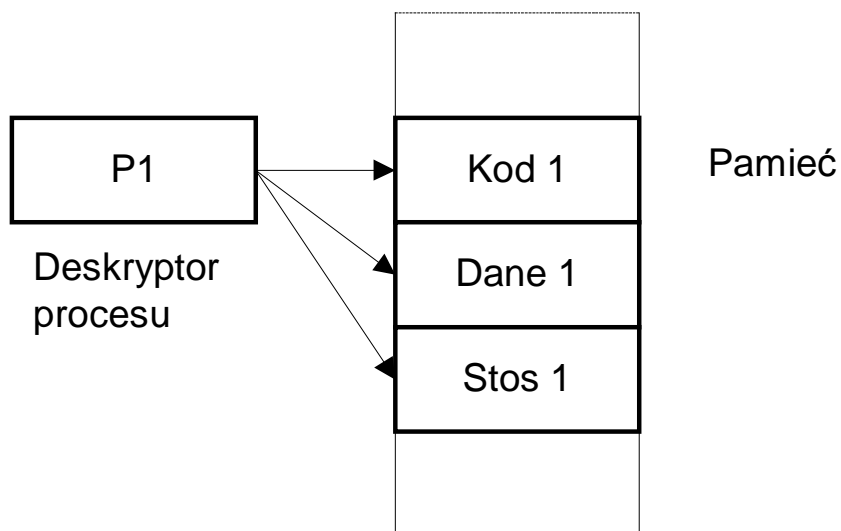 P1
Kod 1
Pamieć
Deskryptor
procesu
Dane 1
Stos 1